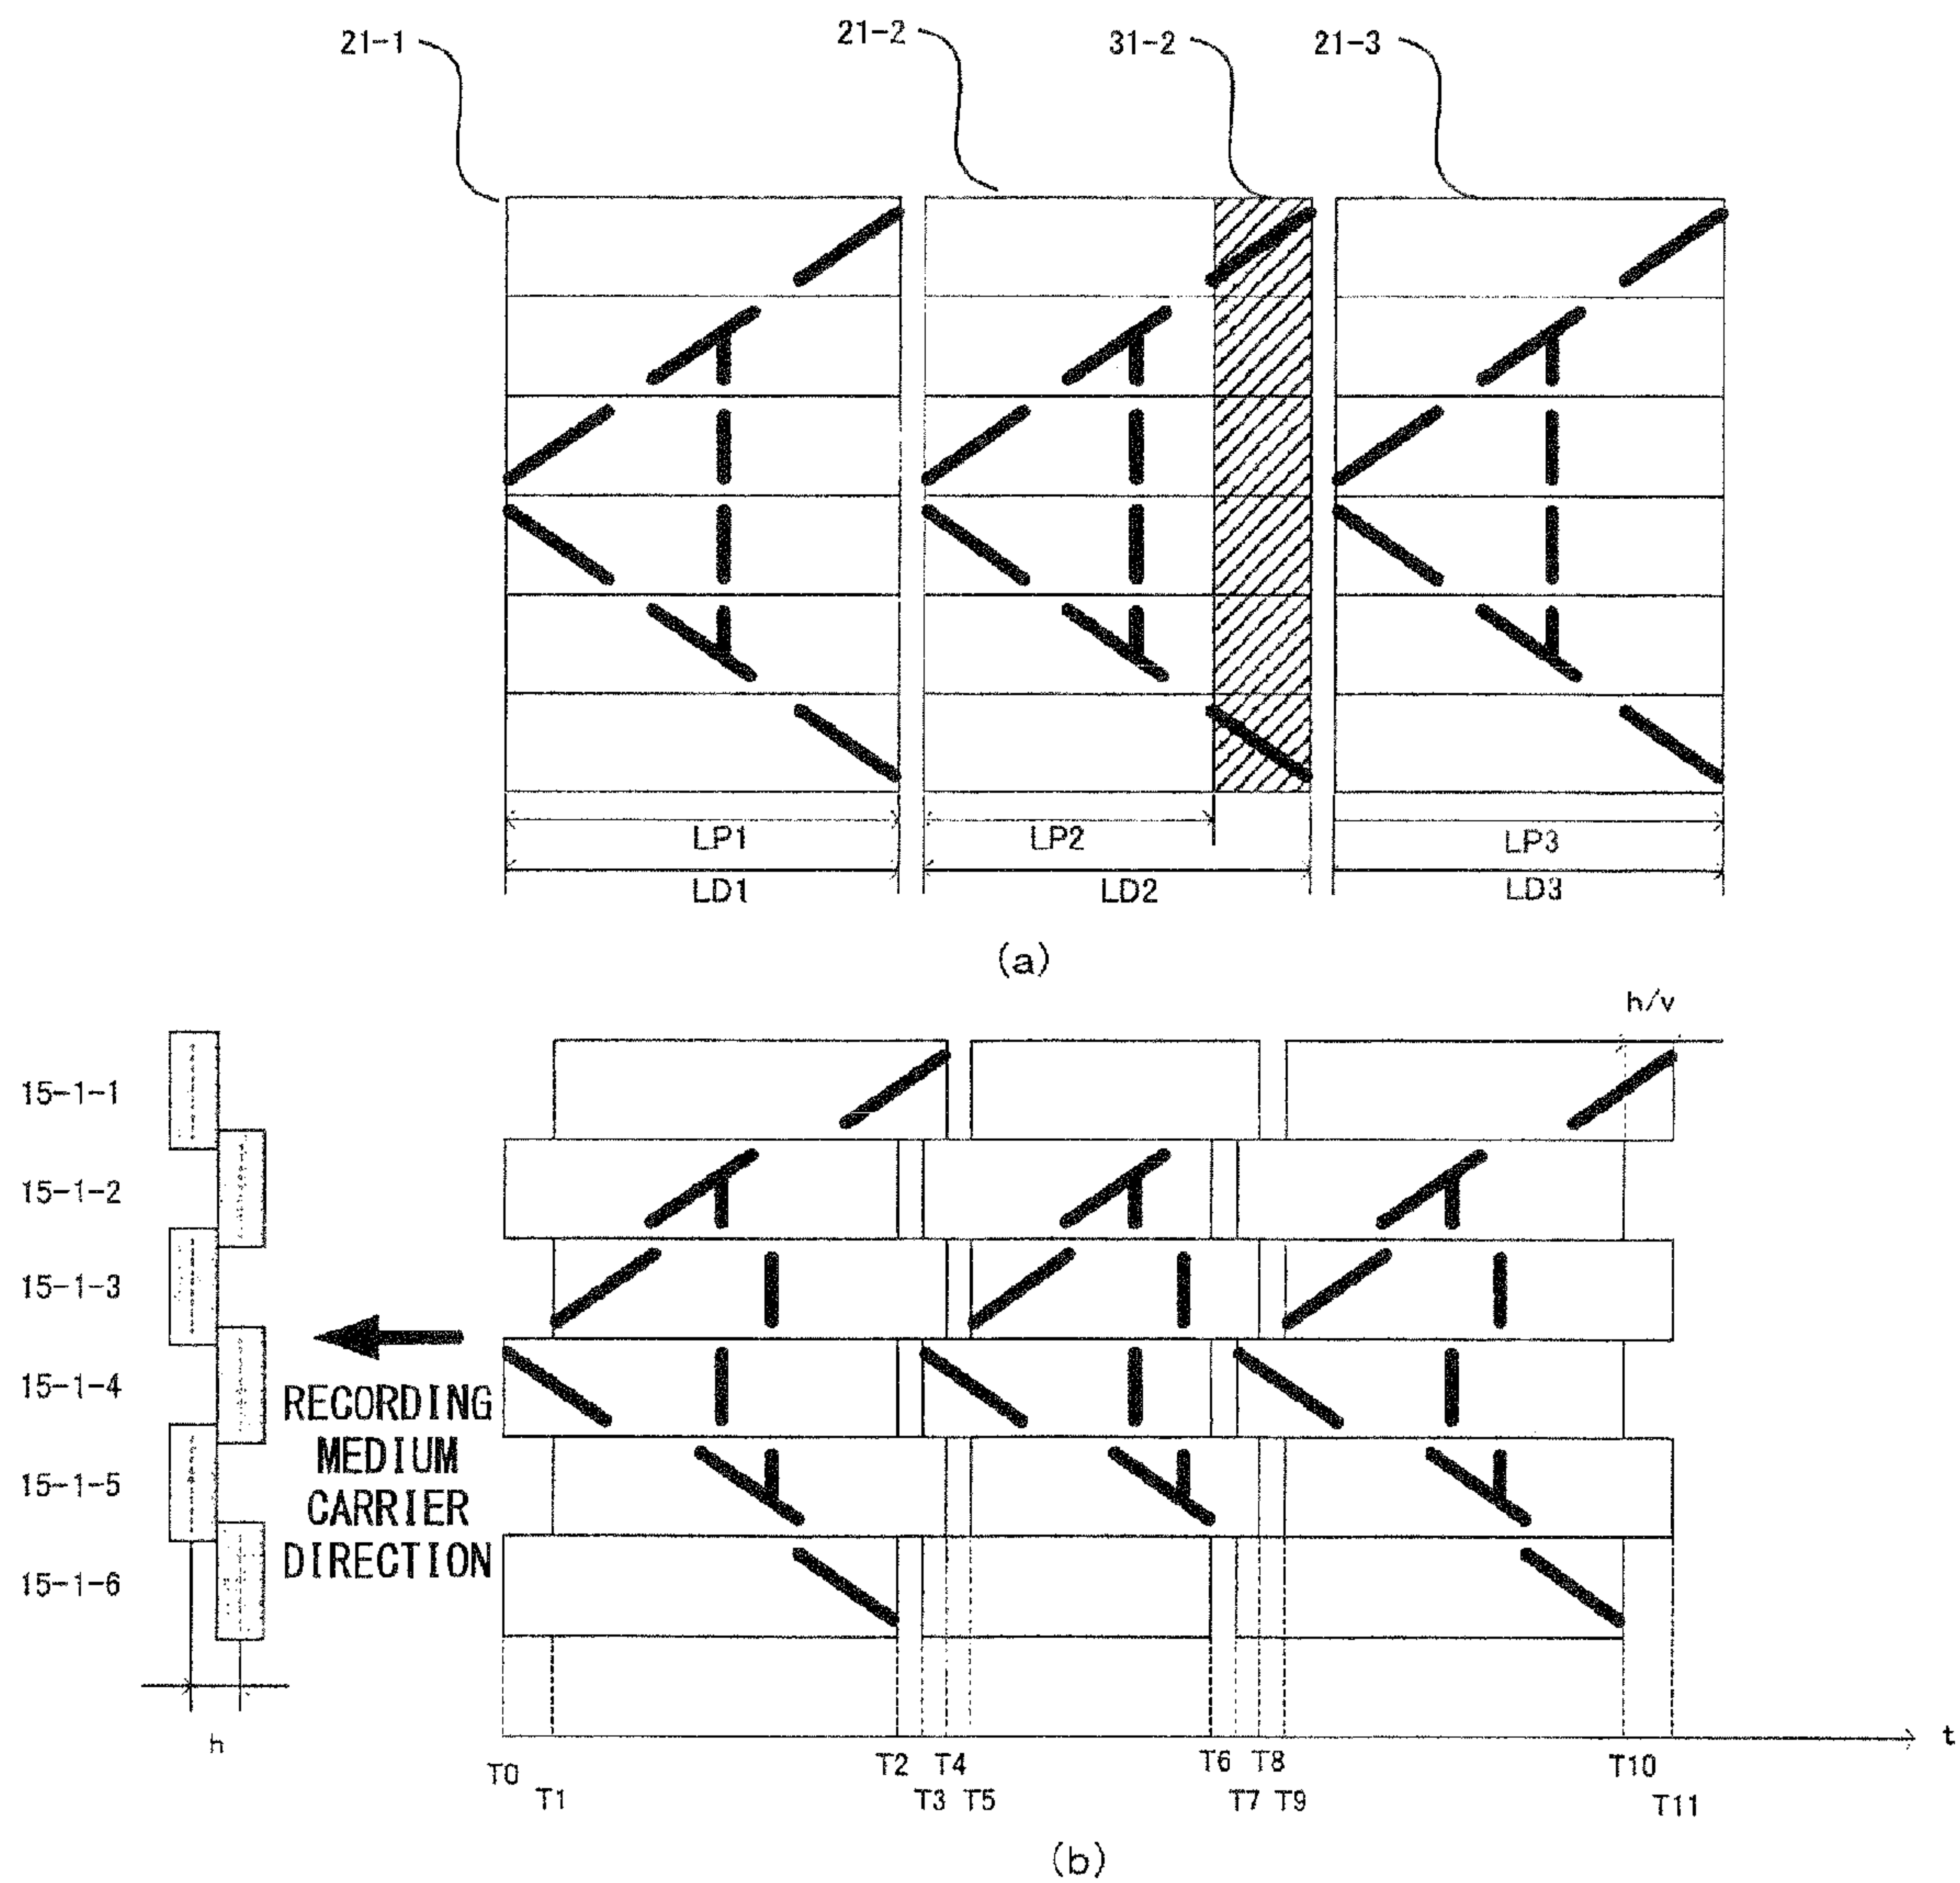 21-1
21-2
31-2
21-3
LP1
LP2
LP3
LD1
LD2
LD3
(a)
h/v
15-1-1
15-1-2
15-1-3
15-1-4
15-1-5
15-1-6
RECORDING
MEDIUM
CARRIER
DIRECTION
h
t
T0
T1
T2
T3
T4
T5
T6
T7
T8
T9
T10
T11
(b)